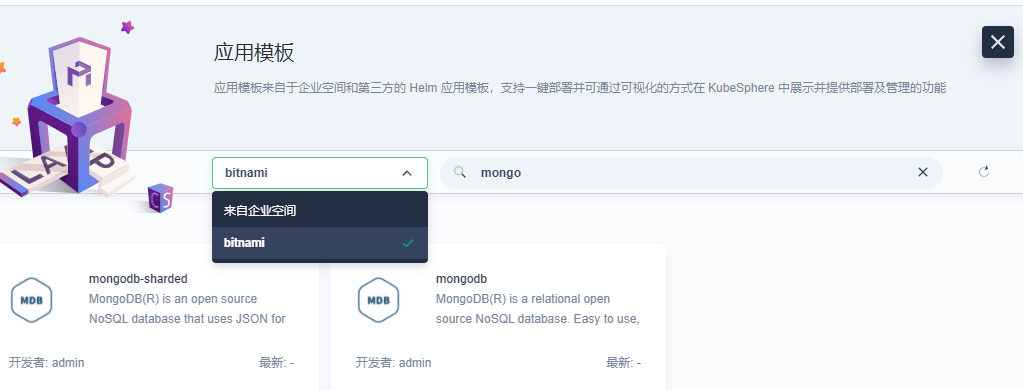 应用模板
应用模板来自于企业空间和第三方的 Helm 应用模板，支持一键部署并可通过可视化的方式在 KubeSphere 中展示并提供部署及管理的功能
LAPP
CS
bitnami
mongo
来自企业空间
bitnami
MDB
mongodb-sharded
MongoDB(R) is an open source
NoSQL database that uses JSON for
开发者: admin
最新: -
MDB
mongodb
MongoDB(R) is a relational open
source NoSQL database. Easy to use,
开发者: admin
最新: -